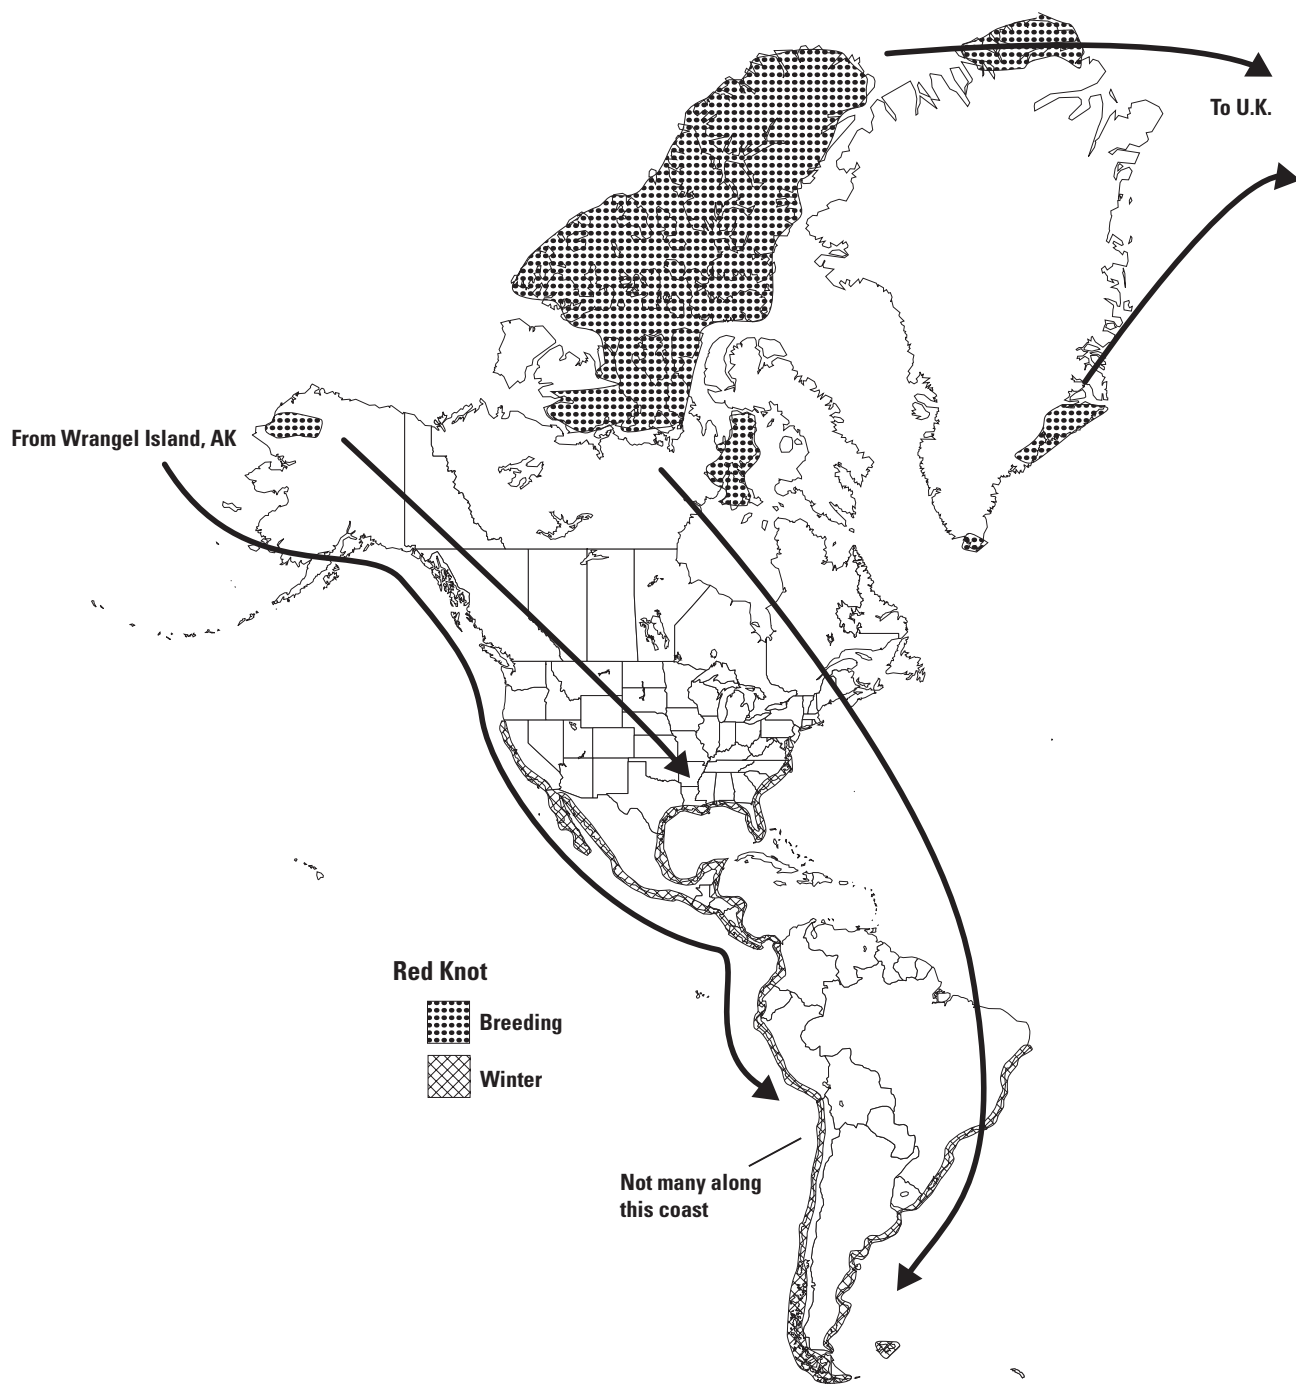 To U.K.
From Wrangel Island, AK
Red Knot
Breeding
Winter
Not many along
this coast